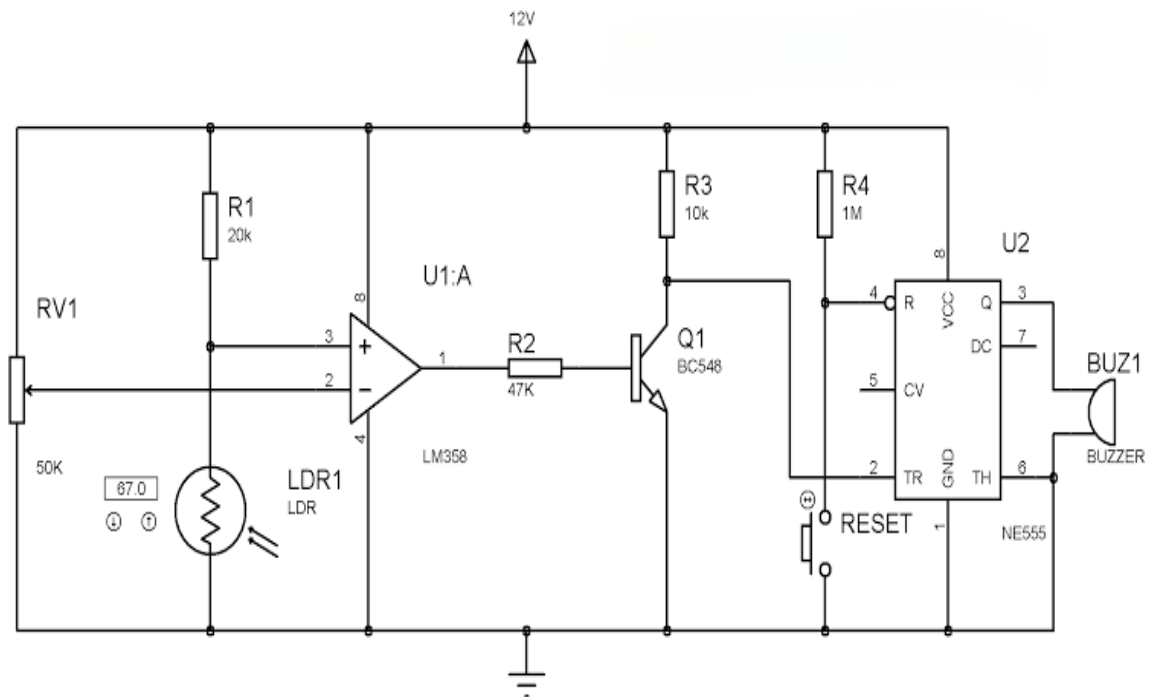 12V
R1
20k
RV1
50K
67.0
LDR1
LDR
U1:A
8
3
2
+
−
1
4
LM358
R2
47K
Q1
BC548
R3
10k
R4
1M
RESET
U2
8
4
R
VCC
Q
3
DC
7
5
CV
2
TR
GND
TH
6
1
NE555
BUZ1
BUZZER